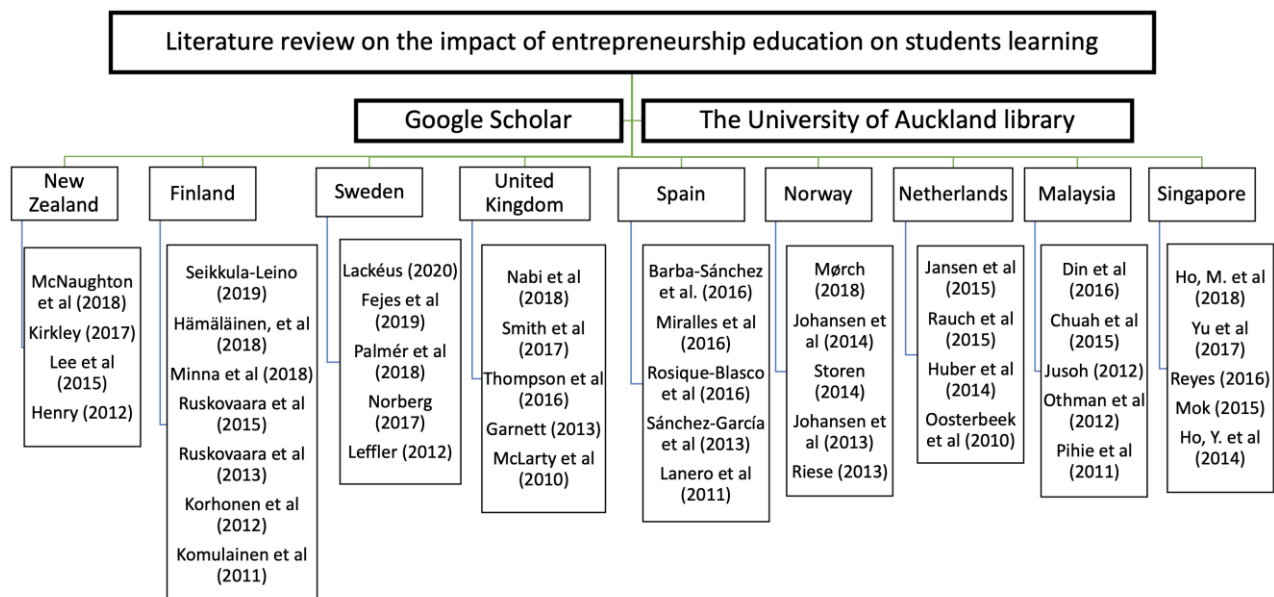 Literature review on the impact of entrepreneurship education on students learning
Google Scholar
The University of Auckland library
New
Zealand
McNaughton
et al (2018)
Kirkley (2017)
Lee et al
(2015)
Henry (2012)
Finland
Seikkula-Leino
(2019)
Hämäläinen, et al
(2018)
Minna et al (2018)
Ruskovaara et al
(2015)
Ruskovaara et al
(2013)
Korhonen et al
(2012)
Komulainen et al
(2011)
Sweden
Lackéus (2020)
Fejes et al
(2019)
Palmér et al
(2018)
Norberg
(2017)
Leffler (2012)
United
Kingdom
Nabi et al
(2018)
Smith et al
(2017)
Thompson et al
(2016)
Garnett (2013)
McLarty et al
(2010)
Spain
Barba-Sánchez
et al. (2016)
Miralles et al
(2016)
Rosique-Blasco
et al (2016)
Sánchez-García
et al (2013)
Lanero et al
(2011)
Norway
Mørch
(2018)
Johansen et
al (2014)
Storen
(2014)
Johansen et
al (2013)
Riese (2013)
Netherlands
Jansen et al
(2015)
Rauch et al
(2015)
Huber et al
(2014)
Oosterbeek
et al (2010)
Malaysia
Din et al
(2016)
Chuah et al
(2015)
Jusoh (2012)
Othman et al
(2012)
Pihie et al
(2011)
Singapore
Ho, M. et al
(2018)
Yu et al
(2017)
Reyes (2016)
Mok (2015)
Ho, Y. et al
(2014)